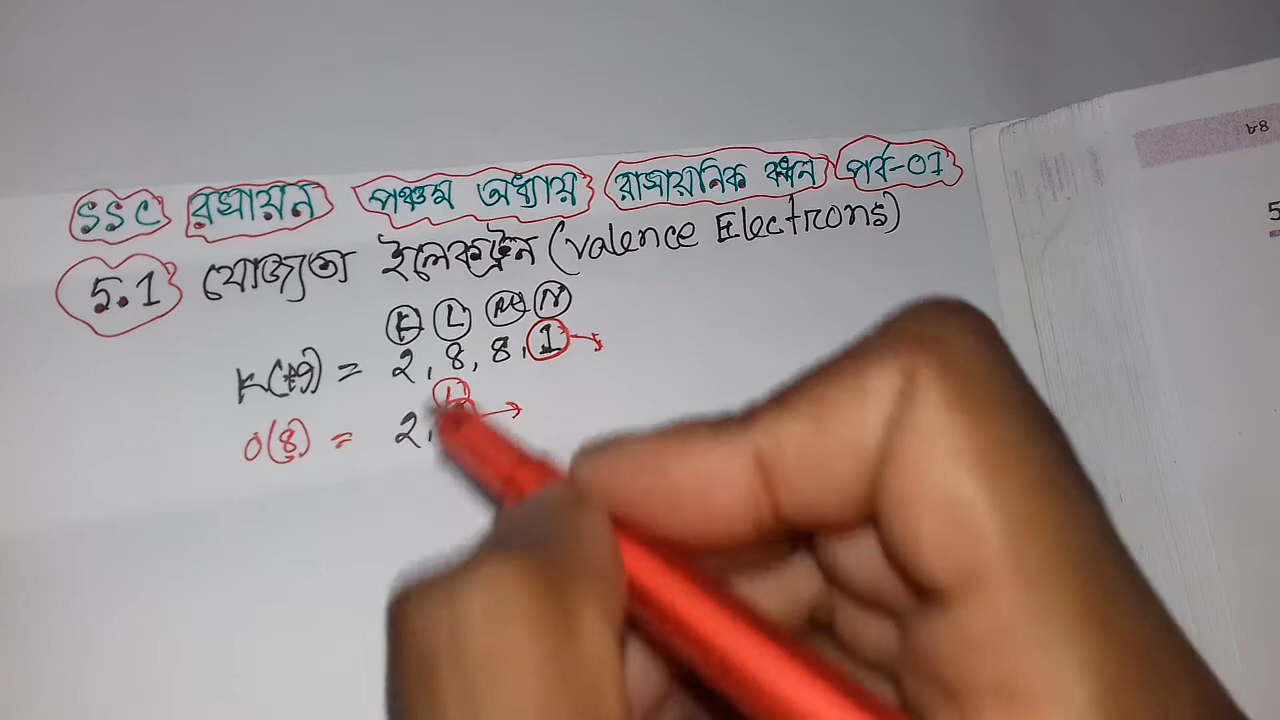 SSC রসায়ন পঞ্চম অধ্যায় রাসায়নিক বন্ধন পর্ব-01
5.1 যোজ্যতা ইলেকট্রন (Valence Electrons)
K L M N
K(19) = 2, 8, 8, 1
L
O(8) = 2,